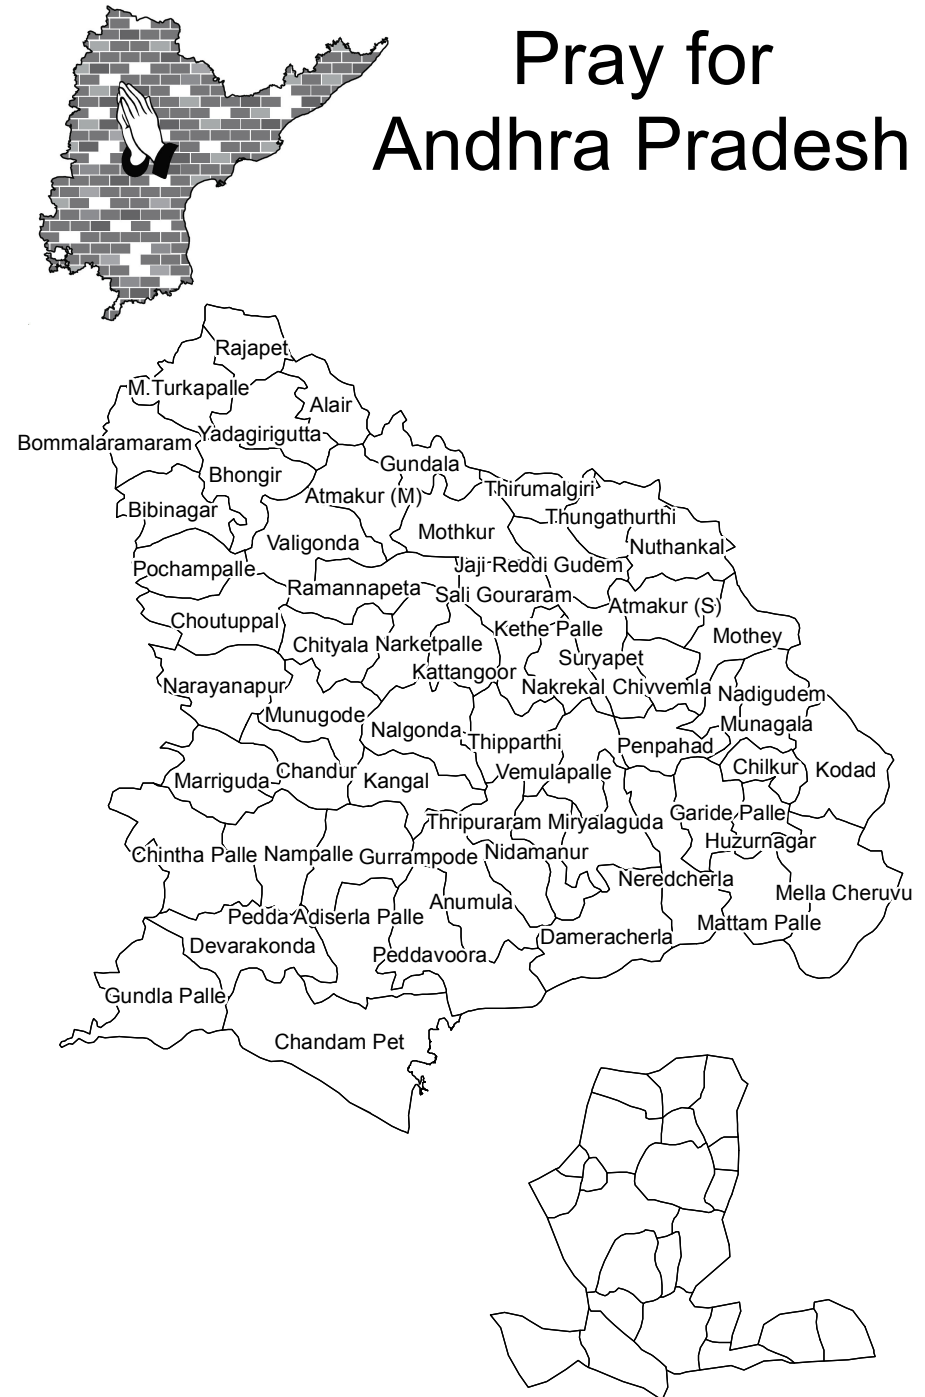 Pray for
Andhra Pradesh
Rajapet
M.Turkapalle
Alair
Bommalaramaram
Yadagirigutta
Bhongir
Gundala
Thirumalgiri
Atmakur (M)
Bibinagar
Thungathurthi
Mothkur
Valigonda
Nuthankal
Pochampalle
Jaji-Reddi Gudem
Ramannapeta
Sali Gouraram
Atmakur (S)
Choutuppal
Kethe Palle
Mothey
Chityala
Narketpalle
Suryapet
Kattangoor
Narayanapur
Nakrekal
Chivvemla
Nadigudem
Munugode
Munagala
Nalgonda
Thipparthi
Penpahad
Marriguda
Chandur
Kangal
Vemulapalle
Chilkur
Kodad
Garide Palle
Thripuraram
Miryalaguda
Huzurnagar
Chintha Palle
Nampalle
Gurrampode
Nidamanur
Neredcherla
Mella Cheruvu
Anumula
Pedda Adiserla Palle
Mattam Palle
Devarakonda
Dameracherla
Peddavoora
Gundla Palle
Chandam Pet